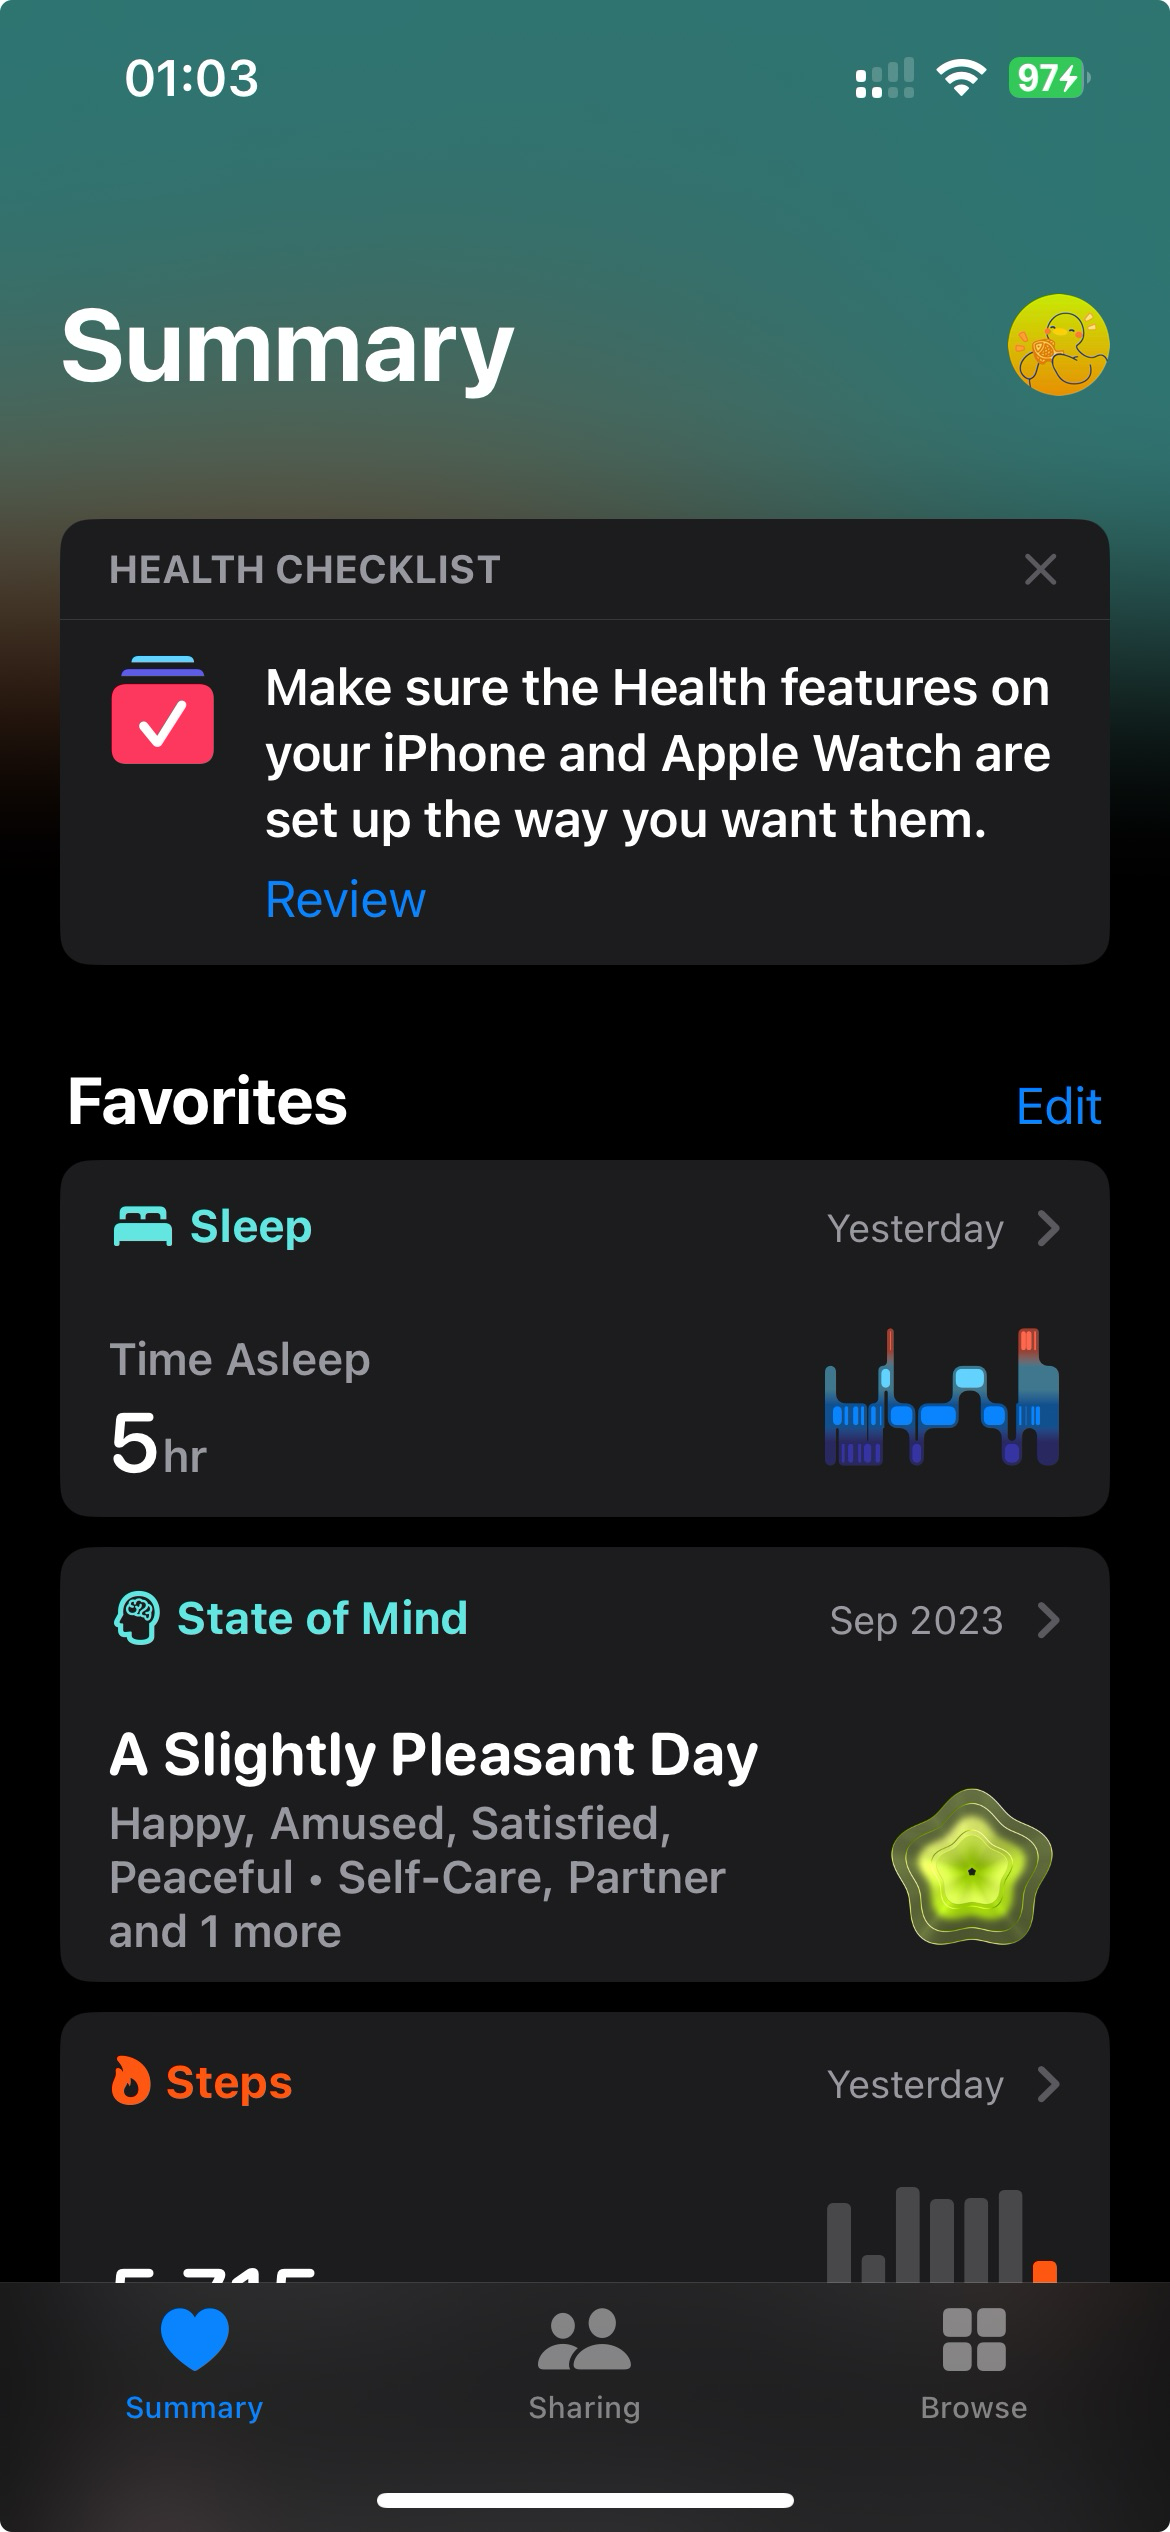 01:03
97
Summary
HEALTH CHECKLIST
Make sure the Health features on
your iPhone and Apple Watch are
set up the way you want them.
Review
Favorites
Edit
Sleep
Yesterday
Time Asleep
5hr
State of Mind
Sep 2023
A Slightly Pleasant Day
Happy, Amused, Satisfied,
Peaceful • Self-Care, Partner
and 1 more
Steps
Yesterday
Summary
Sharing
Browse